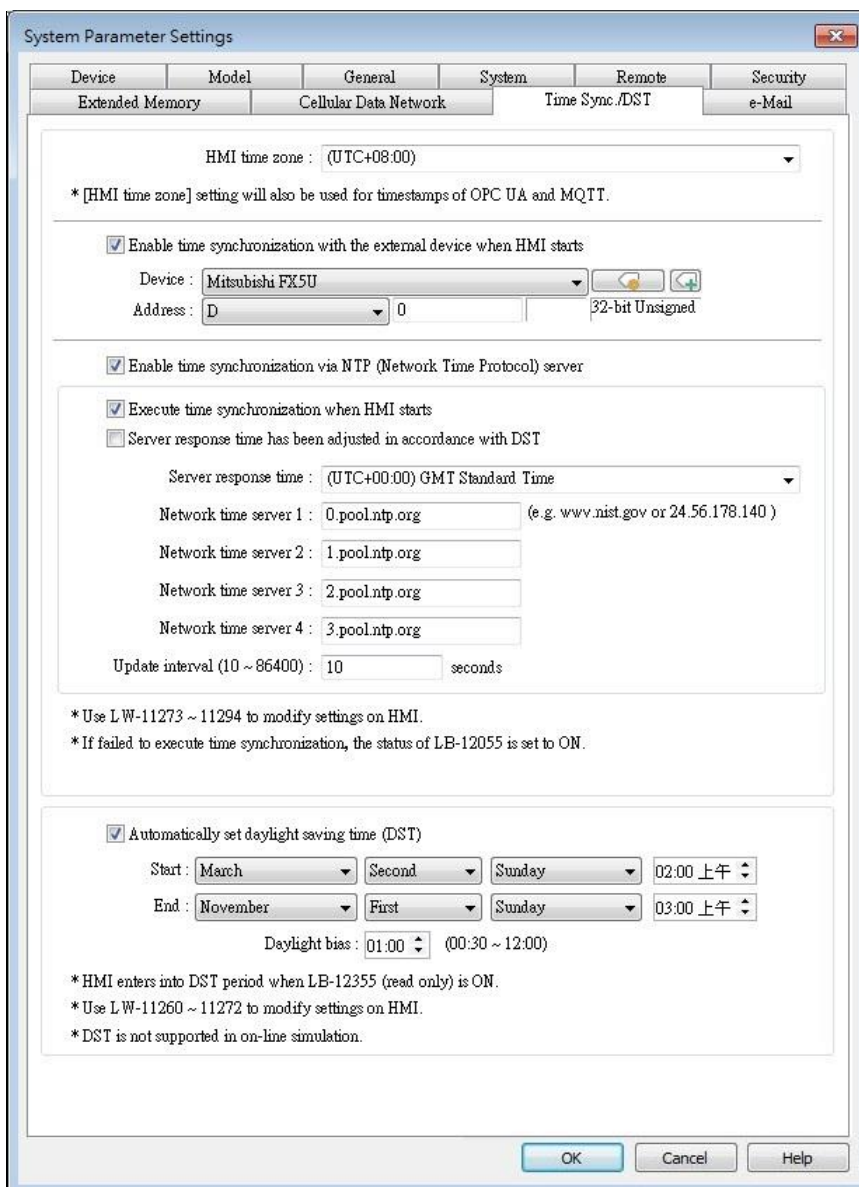 System Parameter Settings
Device Model General System Remote Security
Extended Memory Cellular Data Network Time Sync./DST e-Mail
HMI time zone : (UTC+08:00)
* [HMI time zone] setting will also be used for timestamps of OPC UA and MQTT.
Enable time synchronization with the external device when HMI starts
Device : Mitsubishi FX5U
Address : D 0 32-bit Unsigned
Enable time synchronization via NTP (Network Time Protocol) server
Execute time synchronization when HMI starts
Server response time has been adjusted in accordance with DST
Server response time : (UTC+00:00) GMT Standard Time
Network time server 1 : 0.pool.ntp.org (e.g. wwv.nist.gov or 24.56.178.140 )
Network time server 2 : 1.pool.ntp.org
Network time server 3 : 2.pool.ntp.org
Network time server 4 : 3.pool.ntp.org
Update interval (10 ~ 86400) : 10 seconds
* Use LW-11273 ~ 11294 to modify settings on HMI.
* If failed to execute time synchronization, the status of LB-12055 is set to ON.
Automatically set daylight saving time (DST)
Start : March Second Sunday 02:00 上午
End : November First Sunday 03:00 上午
Daylight bias : 01:00 (00:30 ~ 12:00)
* HMI enters into DST period when LB-12355 (read only) is ON.
* Use LW-11260 ~ 11272 to modify settings on HMI.
* DST is not supported in on-line simulation.
OK Cancel Help